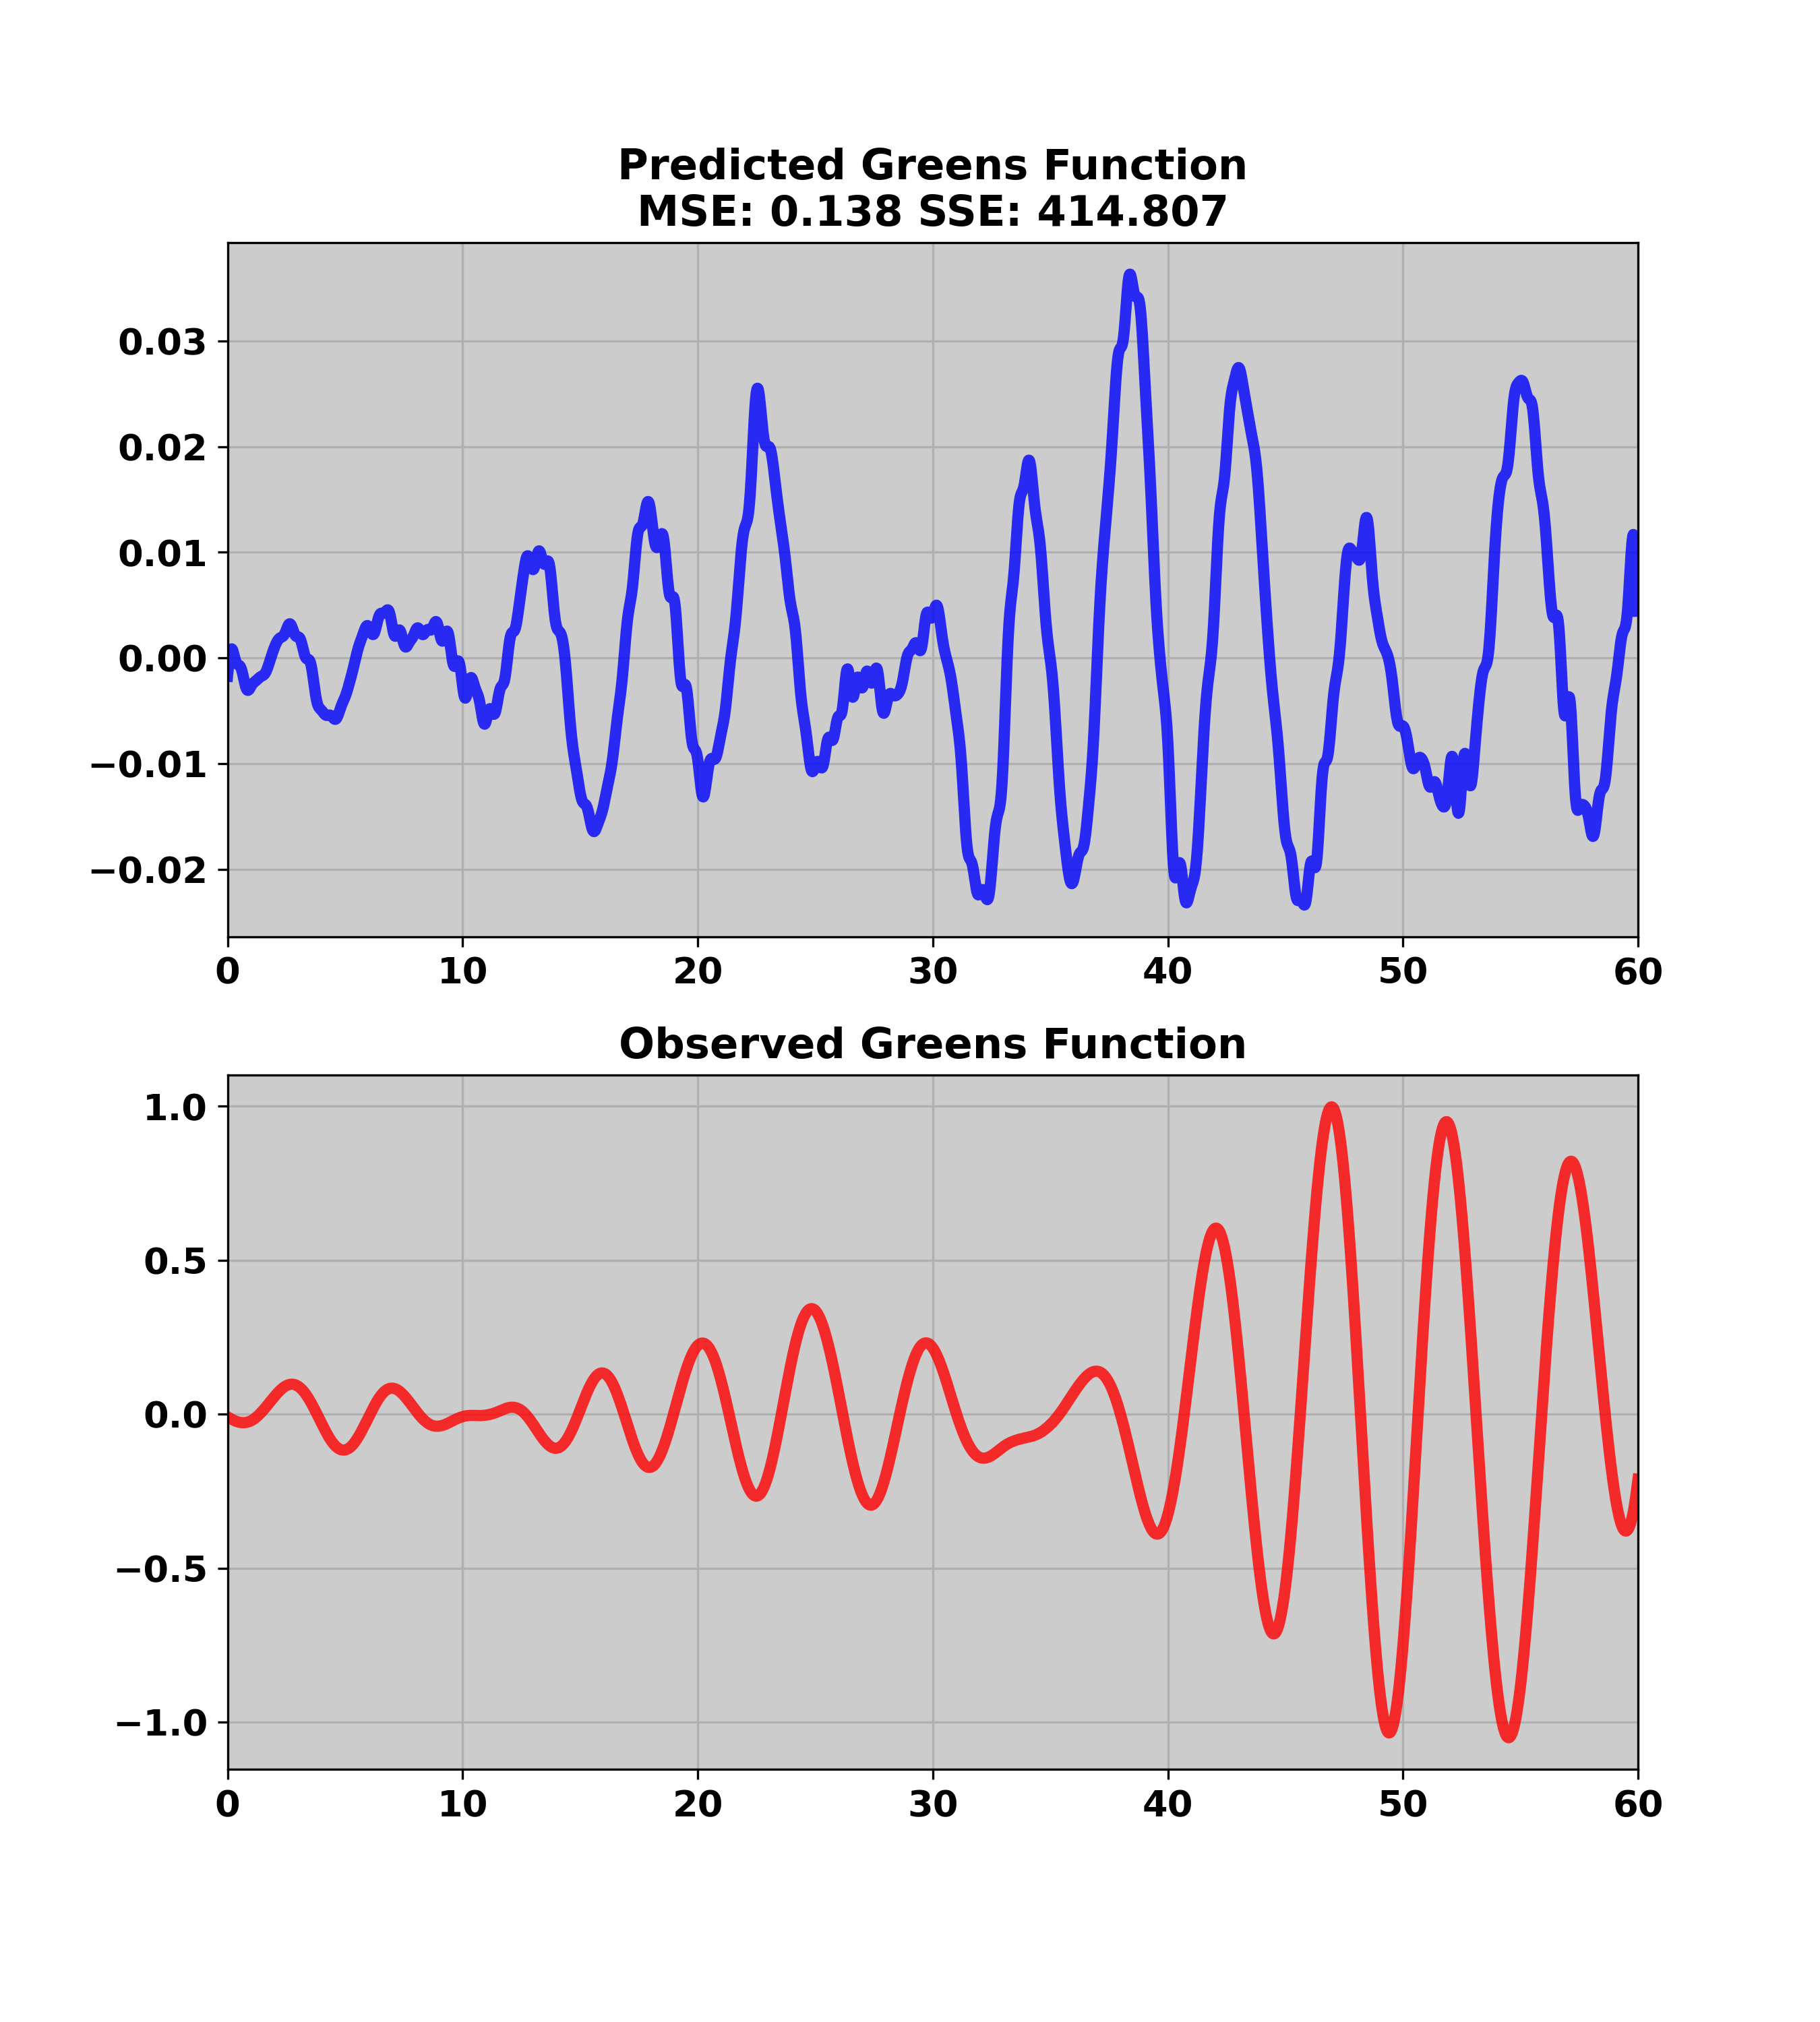 Predicted Greens Function
MSE: 0.138 SSE: 414.807
0.03
0.02
0.01
0.00
−0.01
−0.02
0 10 20 30 40 50 60
Observed Greens Function
1.0
0.5
0.0
−0.5
−1.0
0 10 20 30 40 50 60